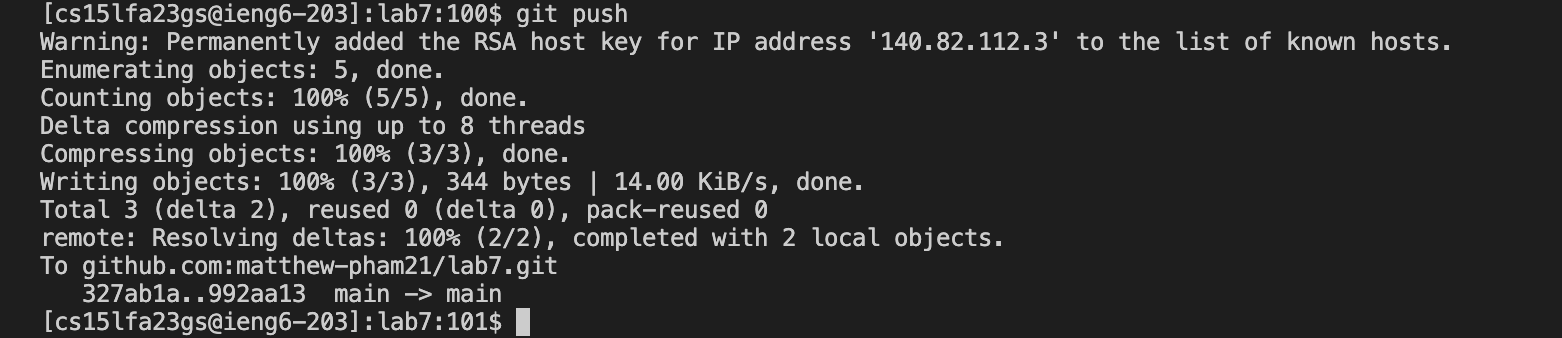 [cs15lfa23gs@ieng6-203]:lab7:100$ git push
Warning: Permanently added the RSA host key for IP address '140.82.112.3' to the list of known hosts.
Enumerating objects: 5, done.
Counting objects: 100% (5/5), done.
Delta compression using up to 8 threads
Compressing objects: 100% (3/3), done.
Writing objects: 100% (3/3), 344 bytes | 14.00 KiB/s, done.
Total 3 (delta 2), reused 0 (delta 0), pack-reused 0
remote: Resolving deltas: 100% (2/2), completed with 2 local objects.
To github.com:matthew-pham21/lab7.git
   327ab1a..992aa13  main -> main
[cs15lfa23gs@ieng6-203]:lab7:101$